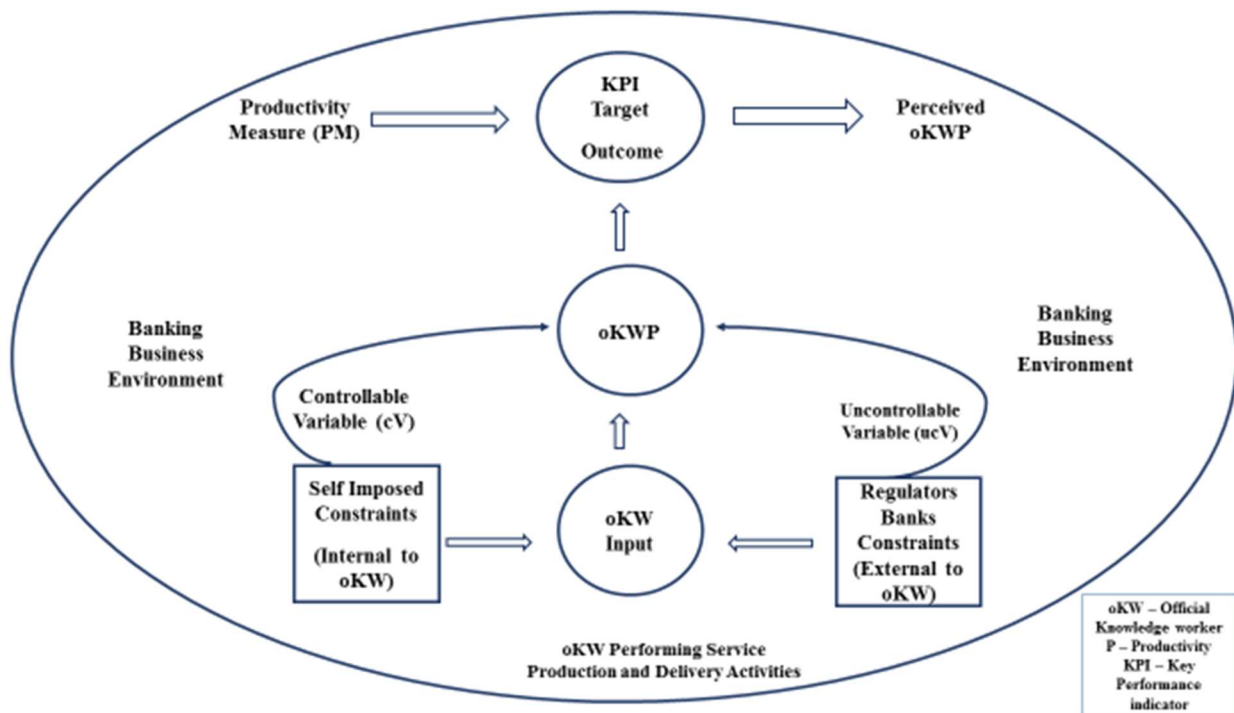 KPI
Target
Outcome
Productivity
Measure (PM)
Perceived
oKWP
Banking
Business
Environment
oKWP
Banking
Business
Environment
Controllable
Variable (cV)
Uncontrollable
Variable (ucV)
Self Imposed
Constraints
(Internal to
oKW)
oKW
Input
Regulators
Banks
Constraints
(External to
oKW)
oKW Performing Service
Production and Delivery Activities
oKW – Official
Knowledge worker
P – Productivity
KPI – Key
Performance
indicator